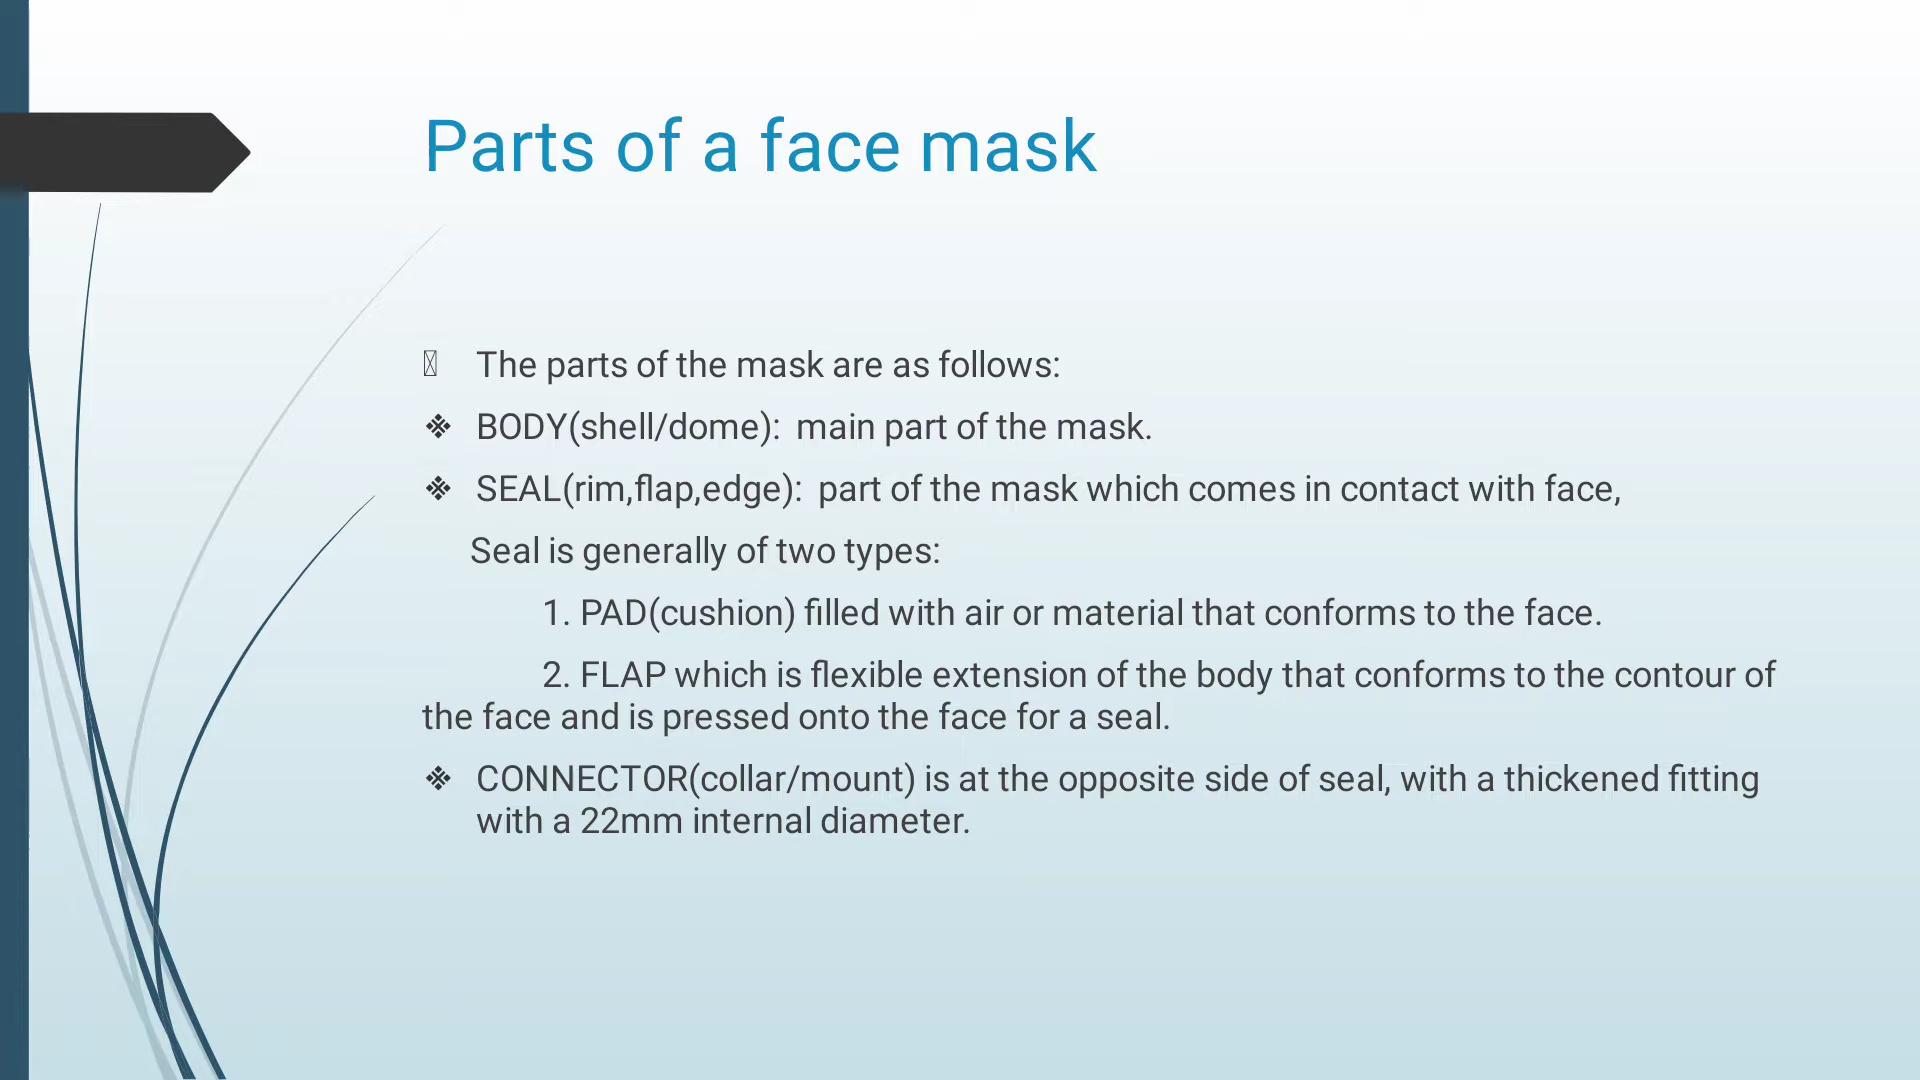 Parts of a face mask
The parts of the mask are as follows:
❖ BODY(shell/dome):  main part of the mask.
❖ SEAL(rim,flap,edge):  part of the mask which comes in contact with face,
Seal is generally of two types:
1. PAD(cushion) filled with air or material that conforms to the face.
2. FLAP which is flexible extension of the body that conforms to the contour of
the face and is pressed onto the face for a seal.
❖ CONNECTOR(collar/mount) is at the opposite side of seal, with a thickened fitting
with a 22mm internal diameter.